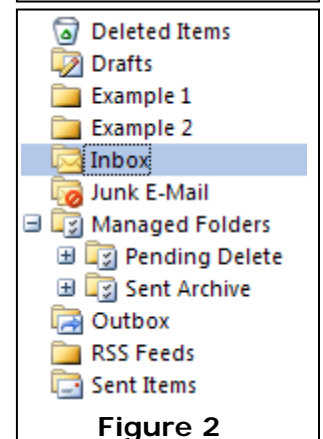 Deleted Items
Drafts
Example 1
Example 2
Inbox
Junk E-Mail
Managed Folders
Pending Delete
Sent Archive
Outbox
RSS Feeds
Sent Items
Figure 2